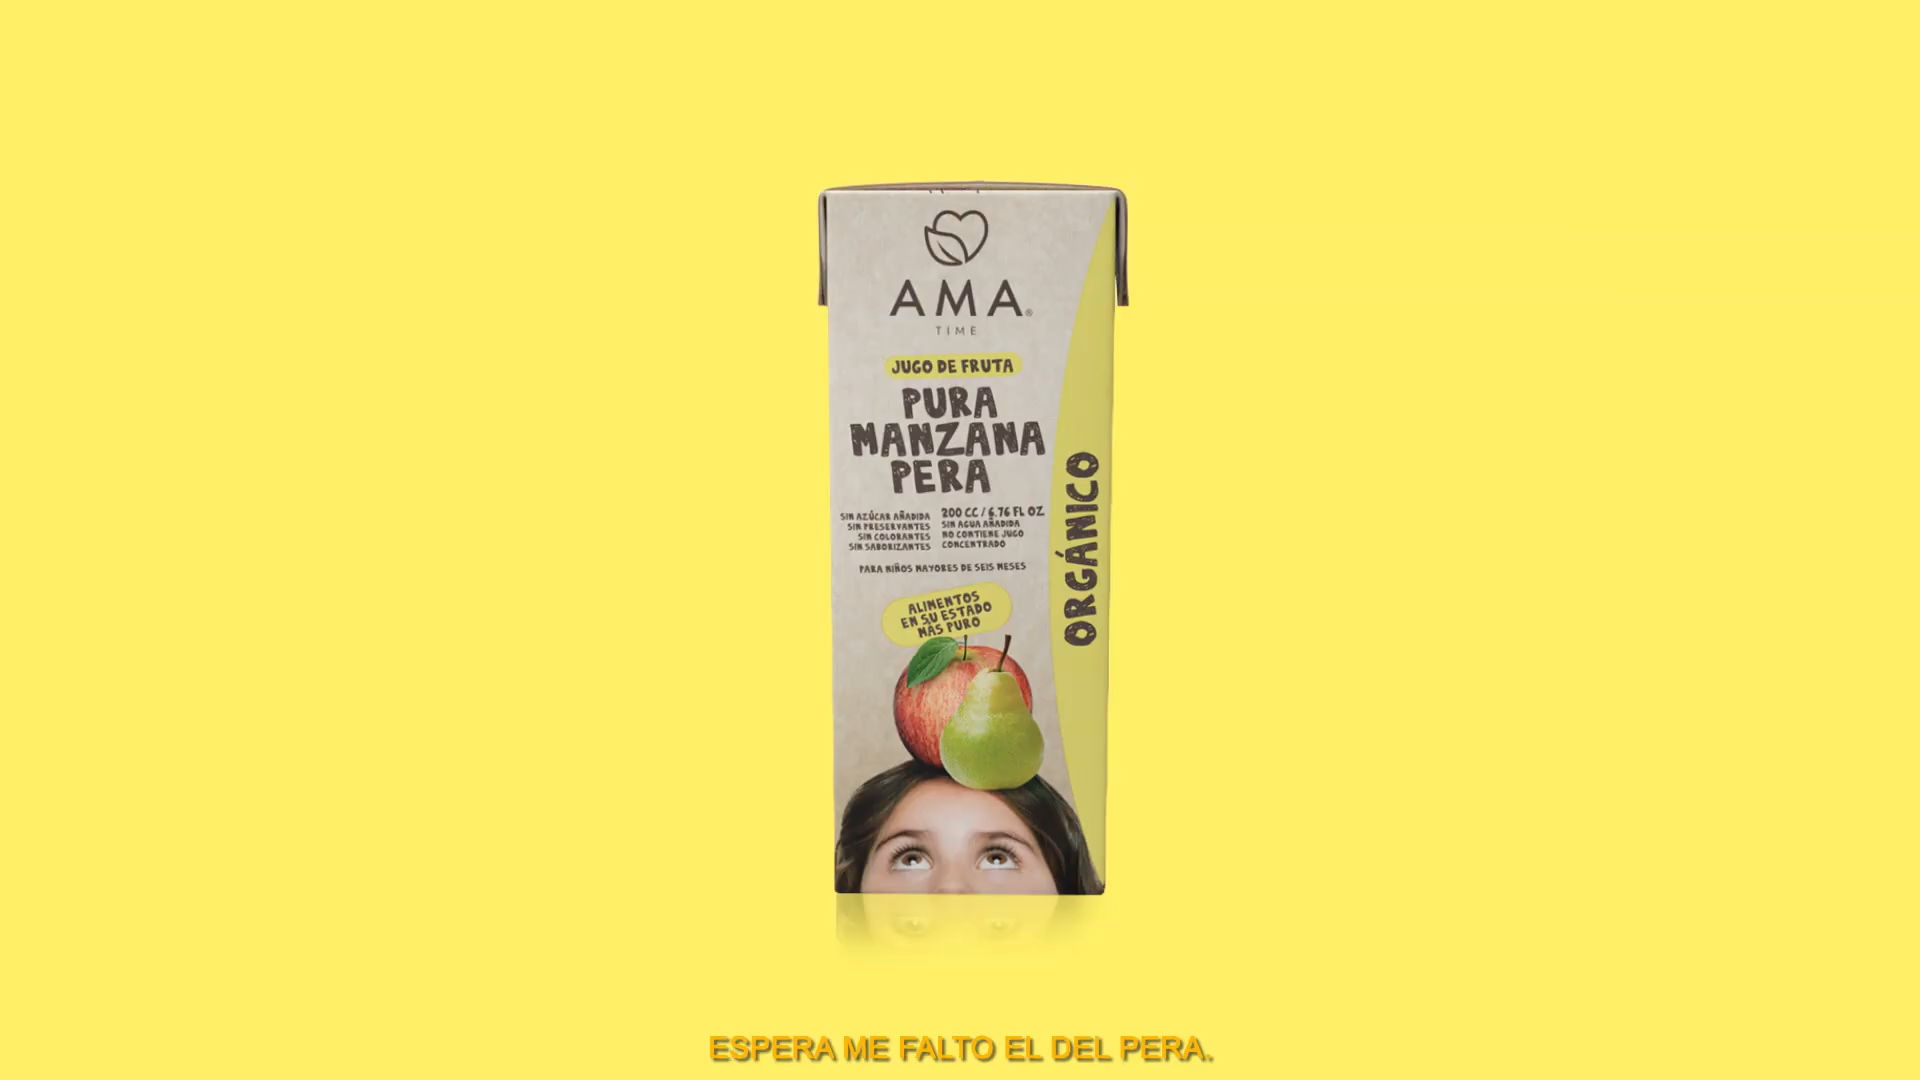 AMA®
TIME
JUGO DE FRUTA
PURA
MANZANA
PERA
SIN AZÚCAR AÑADIDA
SIN PRESERVANTES
SIN COLORANTES
SIN SABORIZANTES
200 CC / 6.76 FL OZ
SIN AGUA AÑADIDA
NO CONTIENE JUGO
CONCENTRADO
PARA NIÑOS MAYORES DE SEIS MESES
ALIMENTOS
EN SU ESTADO
MÁS PURO
ORGÁNICO
ESPERA ME FALTO EL DEL PERA.